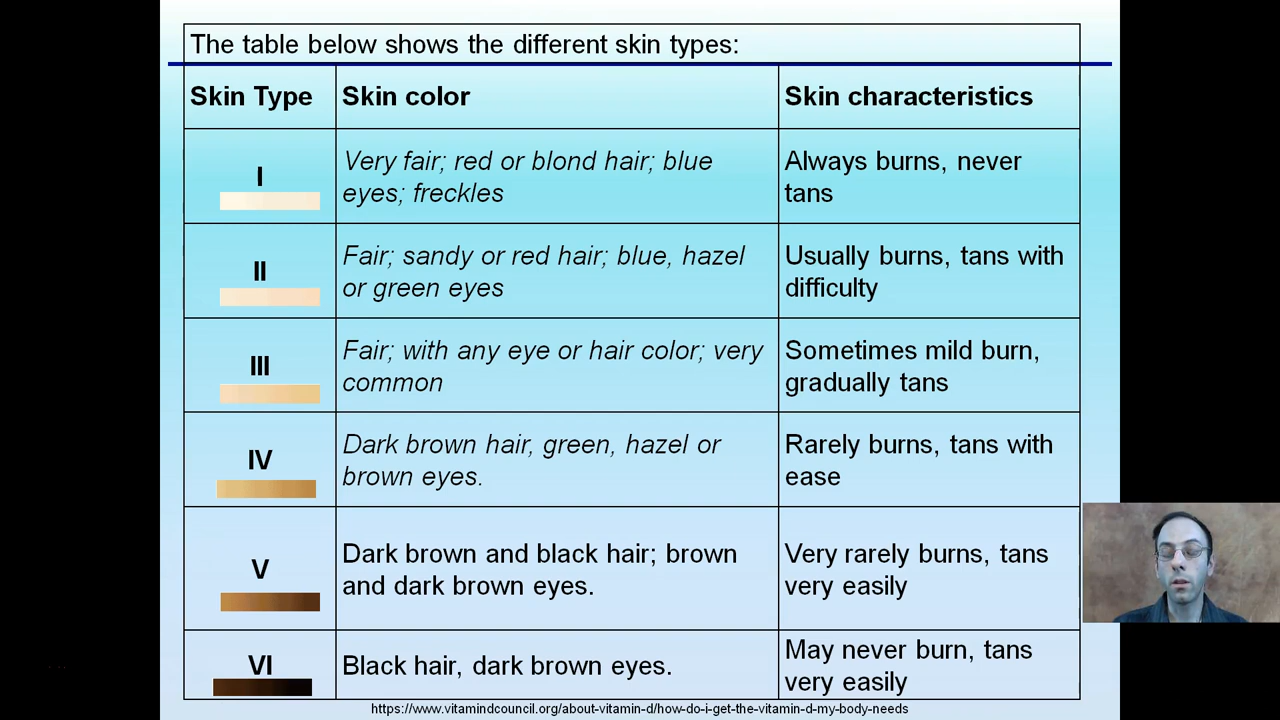 The table below shows the different skin types:
Skin Type
Skin color
Skin characteristics
I
Very fair; red or blond hair; blue
eyes; freckles
Always burns, never
tans
II
Fair; sandy or red hair; blue, hazel
or green eyes
Usually burns, tans with
difficulty
III
Fair; with any eye or hair color; very
common
Sometimes mild burn,
gradually tans
IV
Dark brown hair, green, hazel or
brown eyes.
Rarely burns, tans with
ease
V
Dark brown and black hair; brown
and dark brown eyes.
Very rarely burns, tans
very easily
VI
Black hair, dark brown eyes.
May never burn, tans
very easily
https://www.vitamindcouncil.org/about-vitamin-d/how-do-i-get-the-vitamin-d-my-body-needs